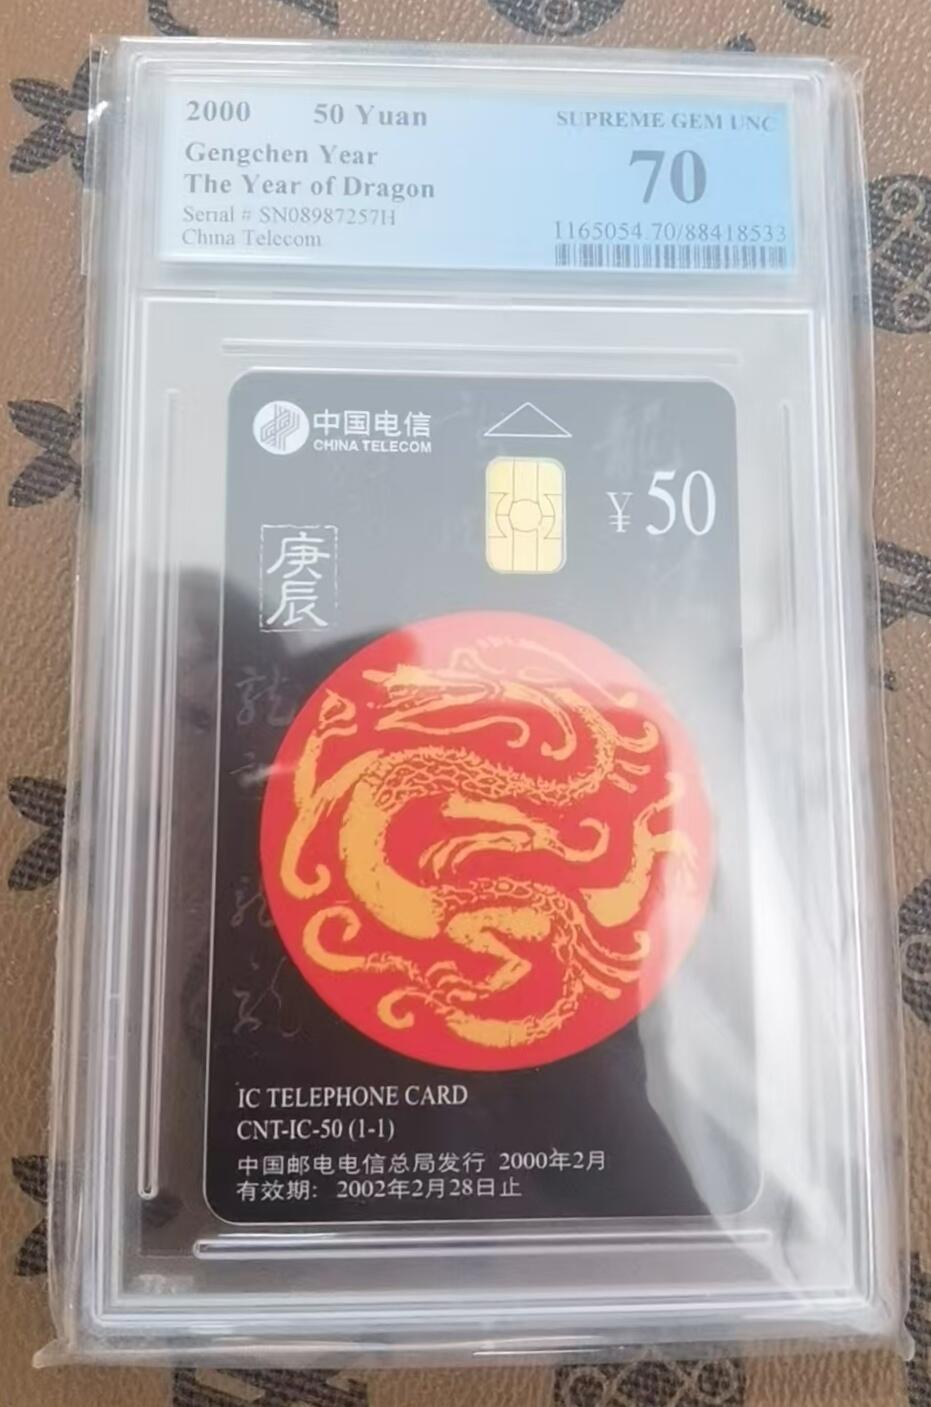 2000 50 Yuan
SUPREME GEM UNC
Gengchen Year
70
The Year of Dragon
Serial # SN08987257H
1165054.70/88418533
China Telecom
中国电信
CHINA TELECOM
¥50
庚
辰
龍
IC TELEPHONE CARD
CNT-IC-50 (1-1)
中国邮电电信总局发行 2000年2月
有效期: 2002年2月28日止